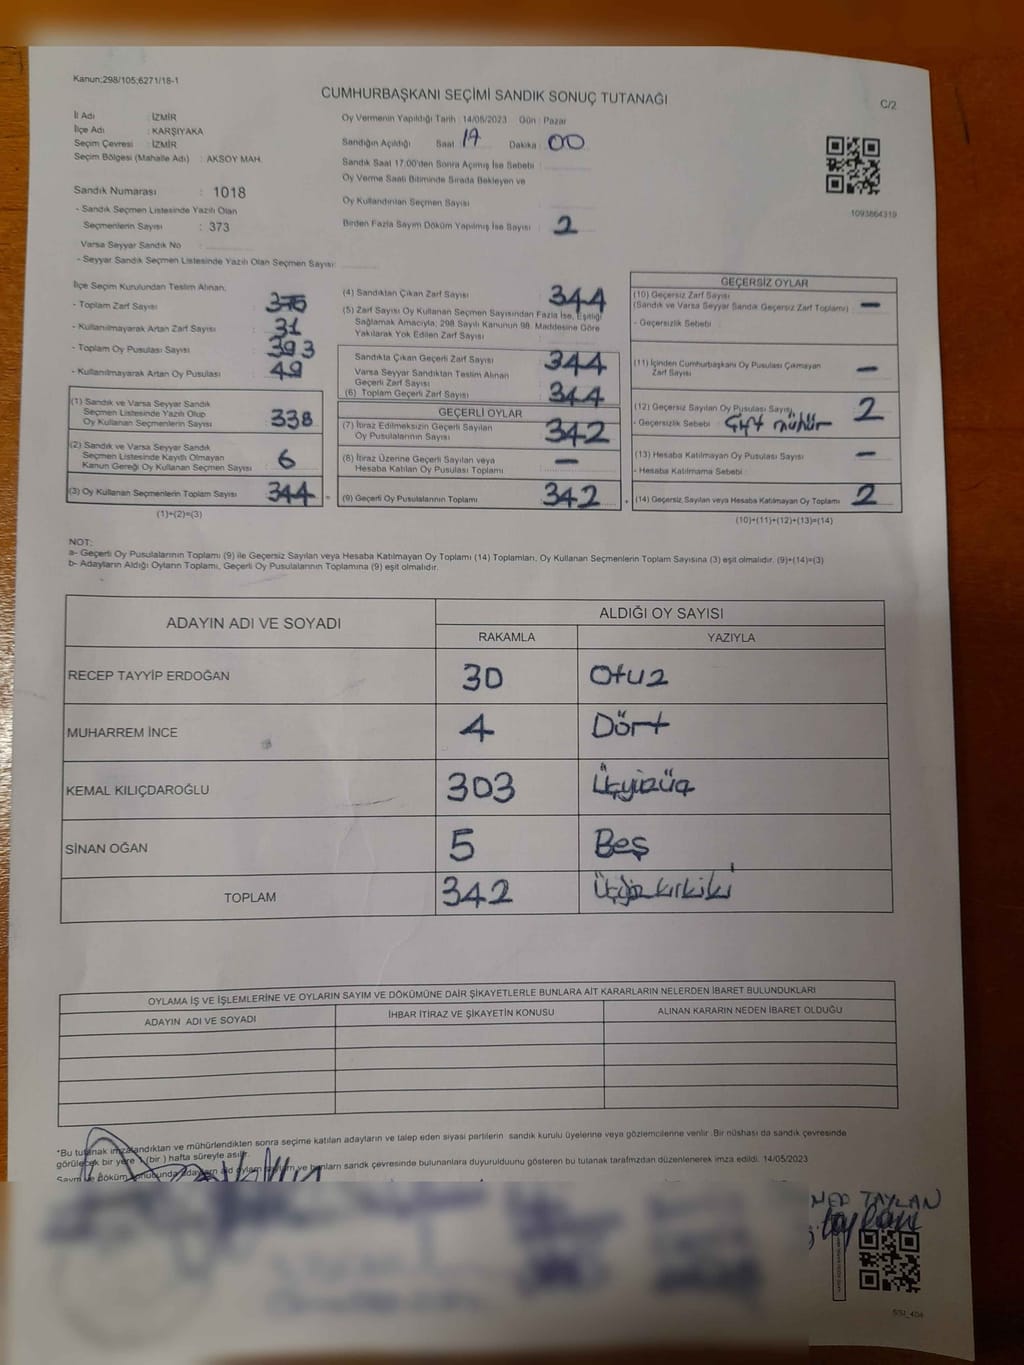 Kanun;298/105;6271/18-1
CUMHURBAŞKANI SEÇİMİ SANDIK SONUÇ TUTANAĞI
C/2
İl Adı : İZMİR
İlçe Adı : KARŞIYAKA
Seçim Çevresi : İZMİR
Seçim Bölgesi (Mahalle Adı) : AKSOY MAH.
Oy Vermenin Yapıldığı Tarih : 14/05/2023 Gün : Pazar
Sandığın Açıldığı Saat 17 Dakika : 00
Sandık Saat 17:00'den Sonra Açımış İse Sebebi :
Oy Verme Saati Bitiminde Sırada Bekleyen ve
Oy Kullandırılan Seçmen Sayısı
Birden Fazla Sayım Döküm Yapılmış İse Sayısı : 2
1093864319
Sandık Numarası : 1018
- Sandık Seçmen Listesinde Yazılı Olan
Seçmenlerin Sayısı : 373
Varsa Seyyar Sandık No :
- Seyyar Sandık Seçmen Listesinde Yazılı Olan Seçmen Sayısı:
İlçe Seçim Kurulundan Teslim Alınan;
- Toplam Zarf Sayısı : 375
- Kullanılmayarak Artan Zarf Sayısı : 31
- Toplam Oy Pusulası Sayısı : 393
- Kullanılmayarak Artan Oy Pusulası : 49
(1) Sandık ve Varsa Seyyar Sandık
Seçmen Listesinde Yazılı Olup
Oy Kullanan Seçmenlerin Sayısı : 338
(2) Sandık ve Varsa Seyyar Sandık
Seçmen Listesinde Kayıtlı Olmayan
Kanun Gereği Oy Kullanan Seçmen Sayısı : 6
(3) Oy Kullanan Seçmenlerin Toplam Sayısı : 344 =
(1)+(2)=(3)
(4) Sandıktan Çıkan Zarf Sayısı : 344
(5) Zarf Sayısı Oy Kullanan Seçmen Sayısından Fazla İse, Eşitliği
Sağlamak Amacıyla; 298 Sayılı Kanunun 98. Maddesine Göre
Yakılarak Yok Edilen Zarf Sayısı :
Sandıkta Çıkan Geçerli Zarf Sayısı : 344
Varsa Seyyar Sandıktan Teslim Alınan
Geçerli Zarf Sayısı :
(6) Toplam Geçerli Zarf Sayısı : 344
GEÇERLİ OYLAR
(7) İtiraz Edilmeksizin Geçerli Sayılan
Oy Pusulalarının Sayısı : 342
(8) İtiraz Üzerine Geçerli Sayılan veya
Hesaba Katılan Oy Pusulası Toplamı : —
(9) Geçerli Oy Pusulalarının Toplamı : 342 +
GEÇERSİZ OYLAR
(10) Geçersiz Zarf Sayısı
(Sandık ve Varsa Seyyar Sandık Geçersiz Zarf Toplamı) : —
- Geçersizlik Sebebi :
(11) İçinden Cumhurbaşkanı Oy Pusulası Çıkmayan
Zarf Sayısı : —
(12) Geçersiz Sayılan Oy Pusulası Sayısı : 2
- Geçersizlik Sebebi : Çift mühür
(13) Hesaba Katılmayan Oy Pusulası Sayısı : —
- Hesaba Katılmama Sebebi :
(14) Geçersiz Sayılan veya Hesaba Katılmayan Oy Toplamı : 2
(10)+(11)+(12)+(13)=(14)
NOT:
a- Geçerli Oy Pusulalarının Toplamı (9) ile Geçersiz Sayılan veya Hesaba Katılmayan Oy Toplamı (14) Toplamları, Oy Kullanan Seçmenlerin Toplam Sayısına (3) eşit olmalıdır. (9)+(14)=(3)
b- Adayların Aldığı Oyların Toplamı, Geçerli Oy Pusulalarının Toplamına (9) eşit olmalıdır.
ADAYIN ADI VE SOYADI
ALDIĞI OY SAYISI
RAKAMLA YAZIYLA
RECEP TAYYİP ERDOĞAN 30 Otuz
MUHARREM İNCE 4 Dört
KEMAL KILIÇDAROĞLU 303 Üçyüzüç
SİNAN OĞAN 5 Beş
TOPLAM 342 Üçyüzkırkiki
OYLAMA İŞ VE İŞLEMLERİNE VE OYLARIN SAYIM VE DÖKÜMÜNE DAİR ŞİKAYETLERLE BUNLARA AİT KARARLARIN NELERDEN İBARET BULUNDUKLARI
ADAYIN ADI VE SOYADI İHBAR İTİRAZ VE ŞİKAYETİN KONUSU ALINAN KARARIN NEDEN İBARET OLDUĞU
*Bu tutanak imzalandıktan ve mühürlendikten sonra seçime katılan adayların ve talep eden siyasi partilerin sandık kurulu üyelerine veya gözlemcilerine verilir .Bir nüshası da sandık çevresinde
görülecek bir yere 1 (bir ) hafta süreyle asılır.
ve bunların sandık çevresinde bulunanlara duyurulduunu gösteren bu tutanak tarafımzdan düzenlenerek imza edildi. 14/05/2023
TAYLAN